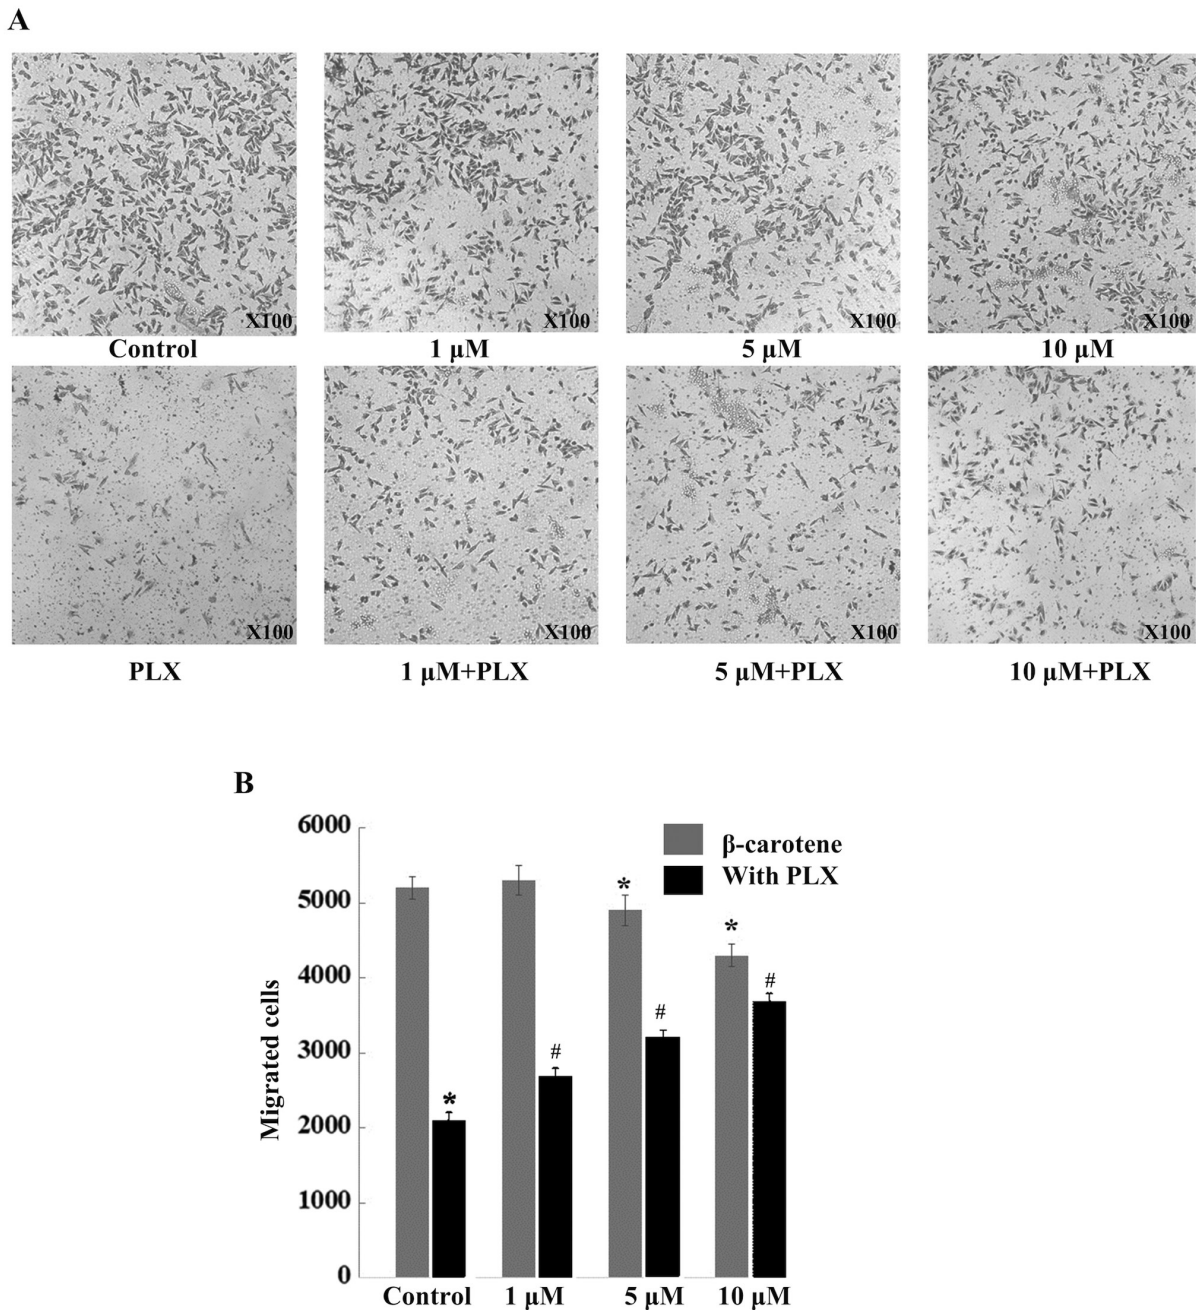 A
X100 X100 X100 X100
Control 1 μM 5 μM 10 μM
X100 X100 X100 X100
PLX 1 μM+PLX 5 μM+PLX 10 μM+PLX
B
β-carotene
With PLX
Migrated cells
6000
5000
4000
3000
2000
1000
0
* * * # # #
Control 1 μM 5 μM 10 μM